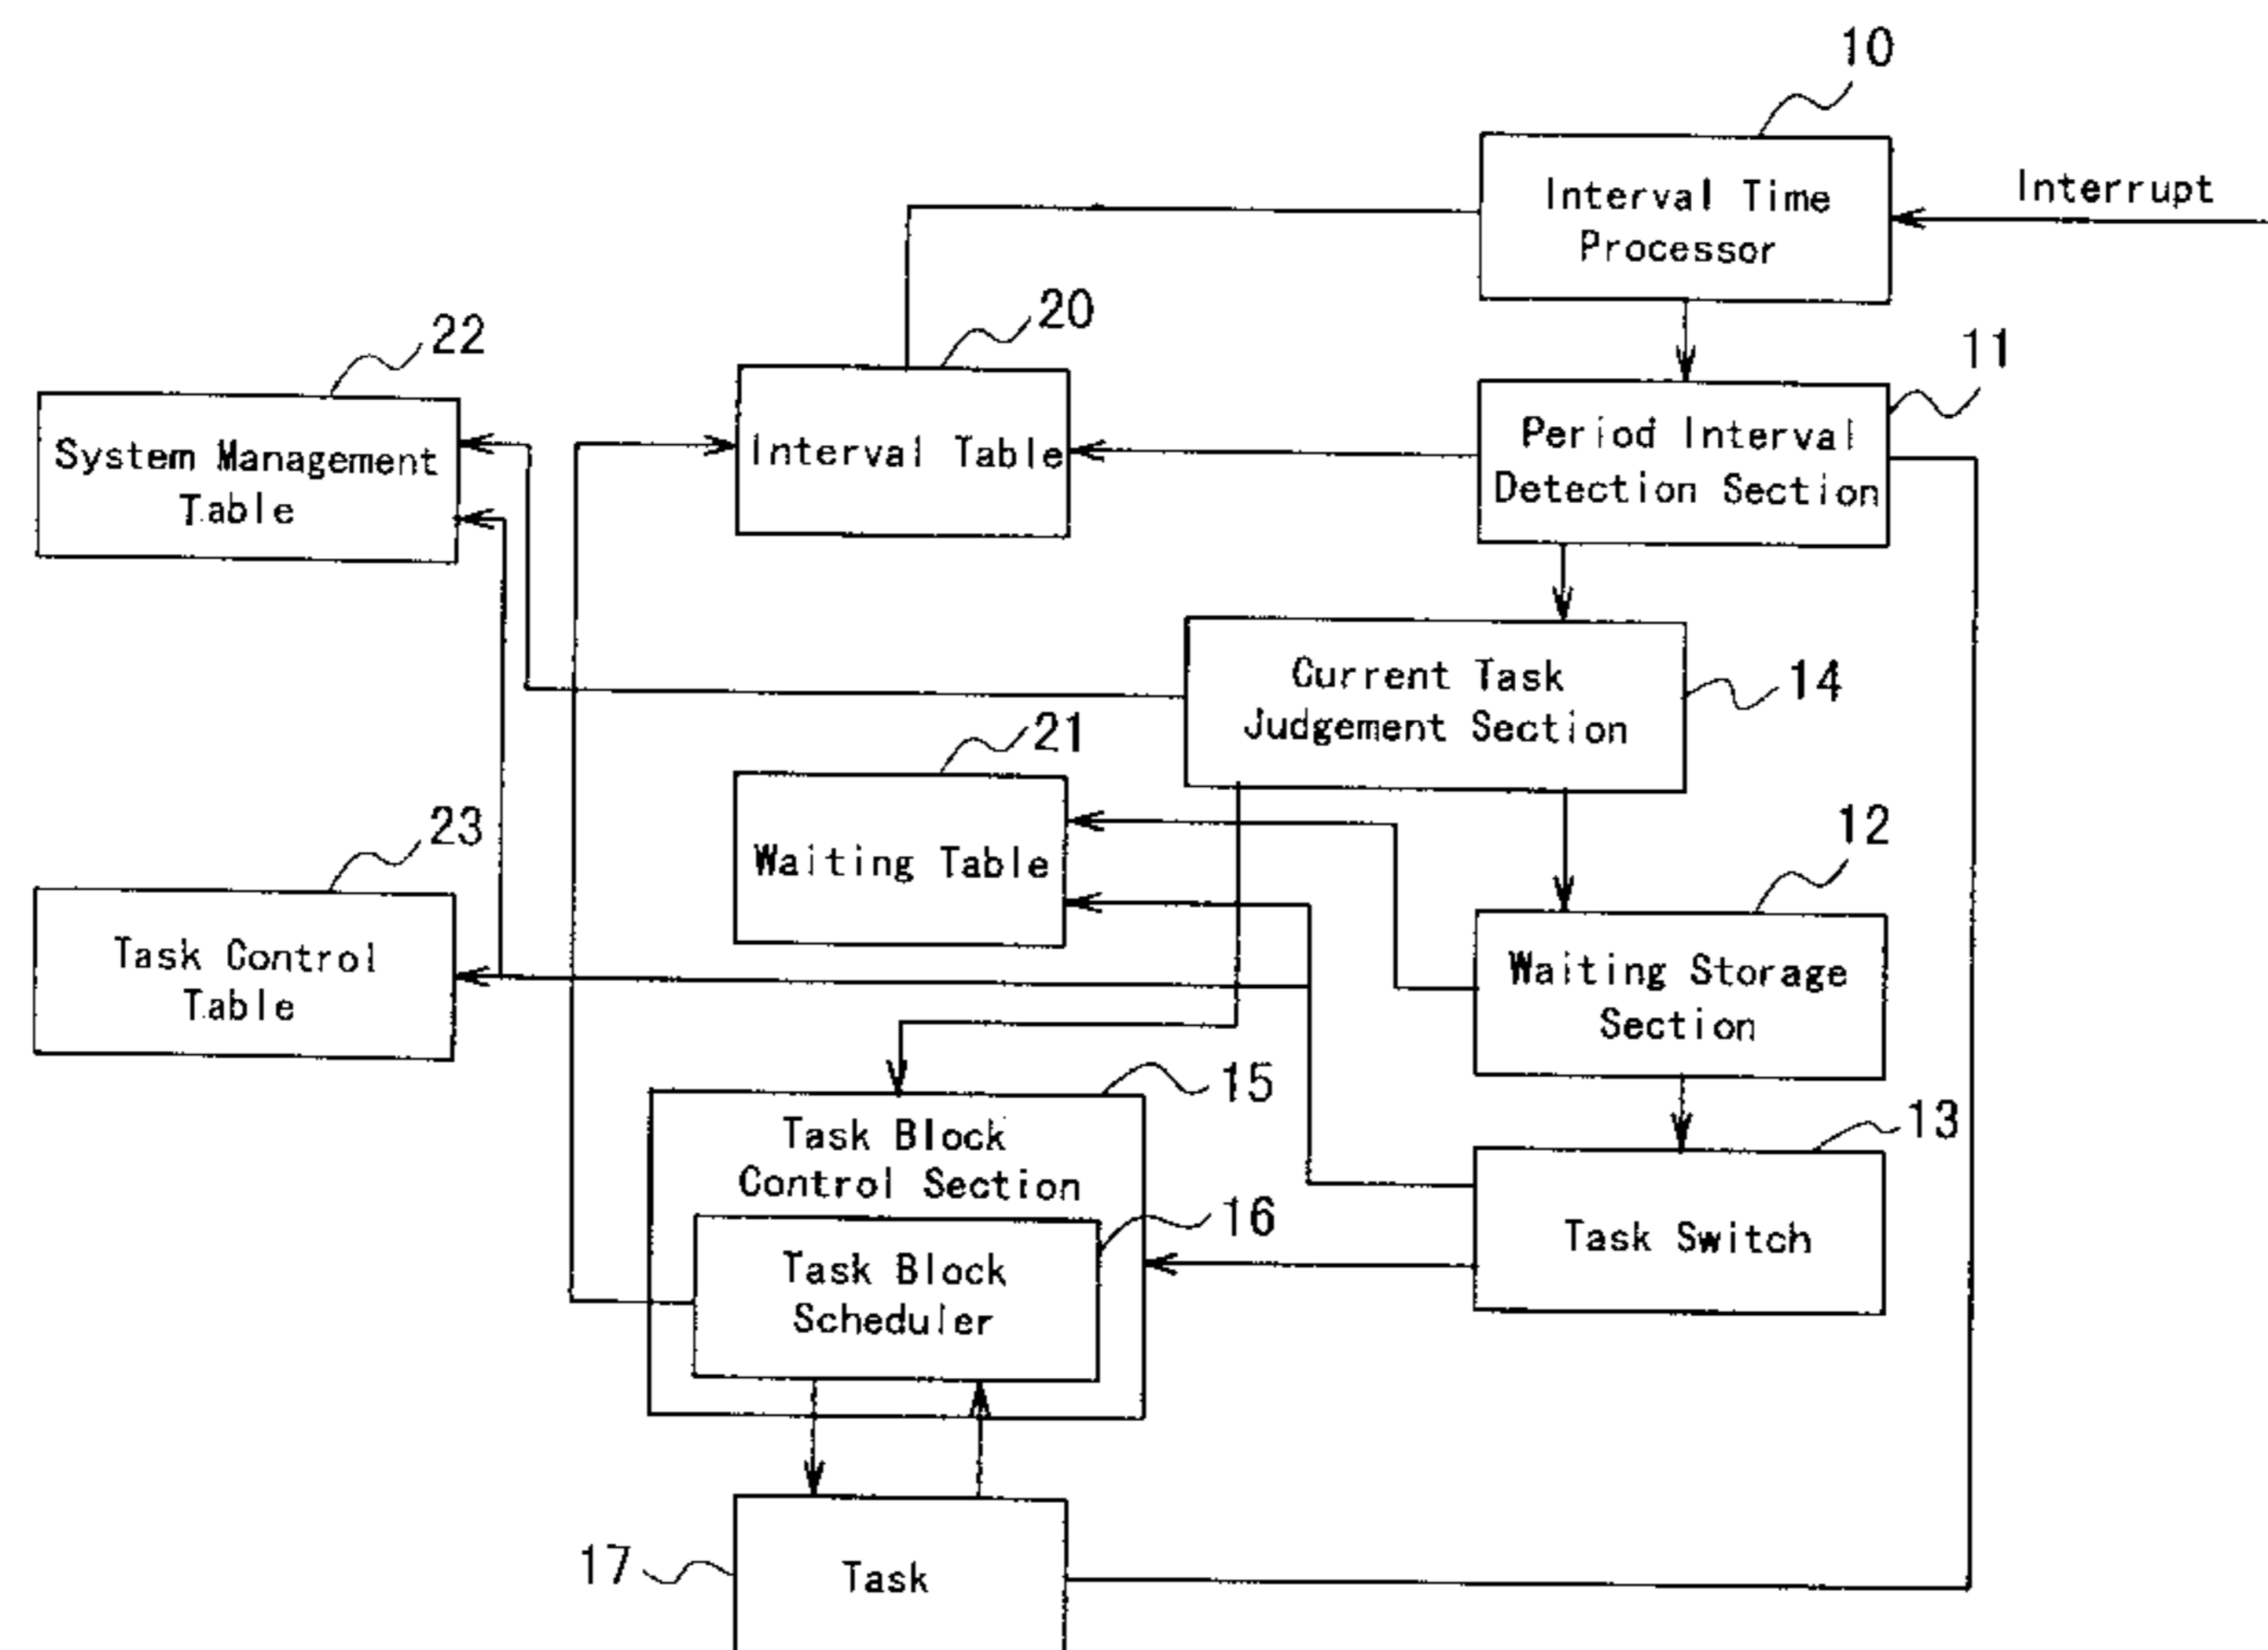 10
Interval Time
Processor
Interrupt
20
22
11
System Management
Table
Interval Table
Period Interval
Detection Section
Current Task
Judgement Section
14
21
23
12
Waiting Table
Task Control
Table
Waiting Storage
Section
15
13
Task Block
Control Section
16
Task Switch
Task Block
Scheduler
17
Task